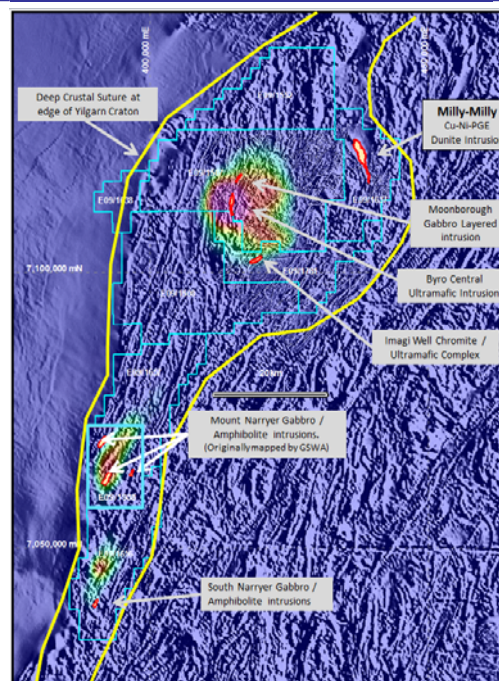 400,000 mE
Deep Crustal Suture at
edge of Yilgarn Craton
Milly-Milly
Cu-Ni-PGE
Dunite Intrusion
Moonborough
Gabbro Layered
intrusion
7,100,000 mN
Byro Central
Ultramafic Intrusion
Imagi Well Chromite /
Ultramafic Complex
20 km
Mount Narryer Gabbro /
Amphibolite intrusions.
(Originally mapped by GSWA)
7,050,000 mN
South Narryer Gabbro /
Amphibolite intrusions